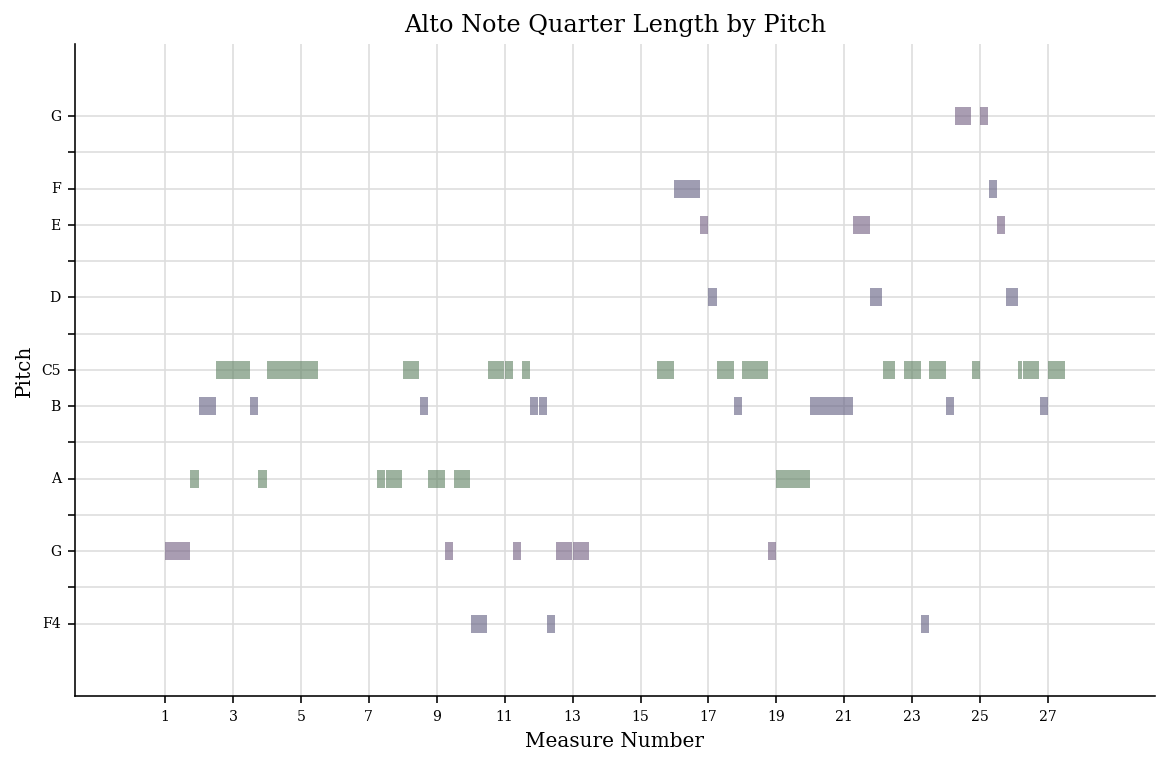 Alto Note Quarter Length by Pitch
G
F
E
D
C5
B
A
G
F4
Pitch
1 3 5 7 9 11 13 15 17 19 21 23 25 27
Measure Number